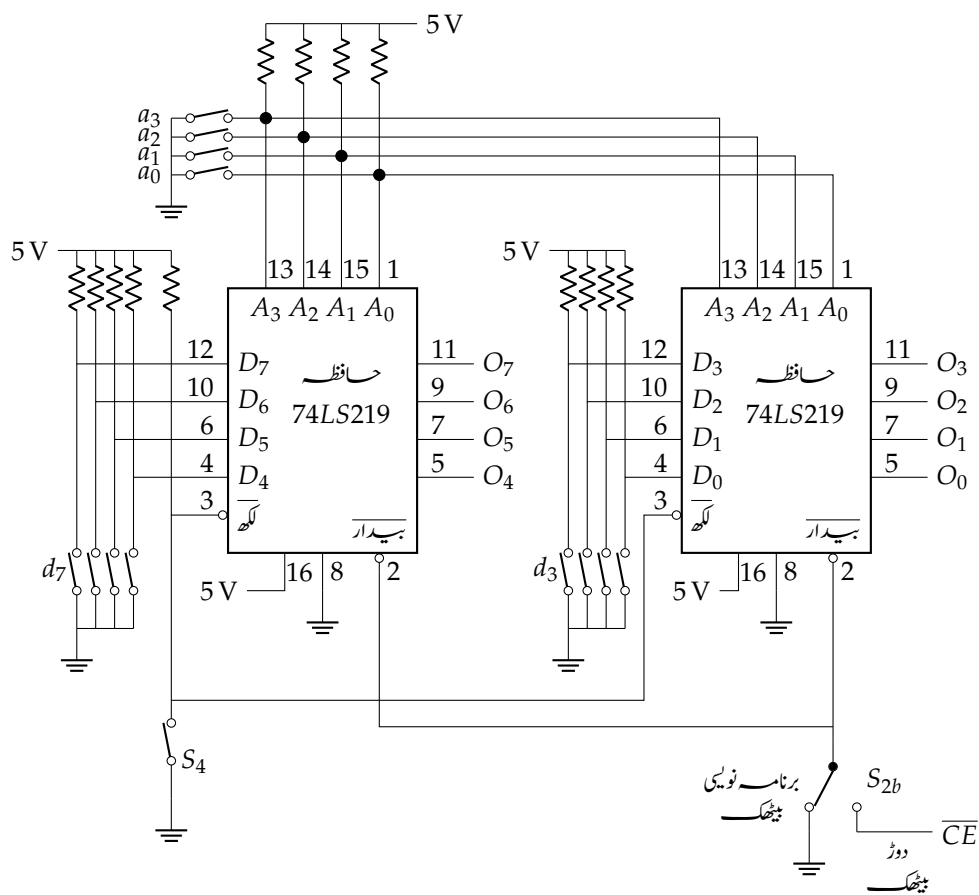 5 V
a3
a2
a1
a0
5 V
13 14 15 1
A3 A2 A1 A0
12 D7
10 D6
6 D5
4 D4
3 لکھ
حافظہ
74LS219
بیدار
11 O7
9 O6
7 O5
5 O4
16 8 2
5 V
d7
S4
5 V
13 14 15 1
A3 A2 A1 A0
12 D3
10 D2
6 D1
4 D0
3 لکھ
حافظہ
74LS219
بیدار
11 O3
9 O2
7 O1
5 O0
16 8 2
5 V
d3
برنامہ نویسی
بیٹھک
S2b
CE
دوڑ
بیٹھک